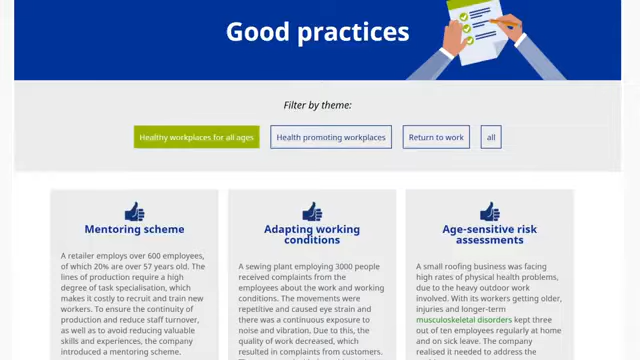 Good practices
Filter by theme:
Healthy workplaces for all ages
Health promoting workplaces
Return to work
all
Mentoring scheme
A retailer employs over 600 employees,
of which 20% are over 57 years old. The
lines of production require a high
degree of task specialisation, which
makes it costly to recruit and train new
workers. To ensure the continuity of
production and reduce staff turnover,
as well as to avoid reducing valuable
skills and experiences, the company
introduced a mentoring scheme.
Adapting working
conditions
A sewing plant employing 3000 people
received complaints from the
employees about the work and working
conditions. The movements were
repetitive and caused eye strain and
there was a continuous exposure to
noise and vibration. Due to this, the
quality of work decreased, which
resulted in complaints from customers.
Age-sensitive risk
assessments
A small roofing business was facing
high rates of physical health problems,
due to the heavy outdoor work
involved. With its workers getting older,
injuries and longer-term
musculoskeletal disorders kept three
out of ten employees regularly at home
and on sick leave. The company
realised it needed to address the